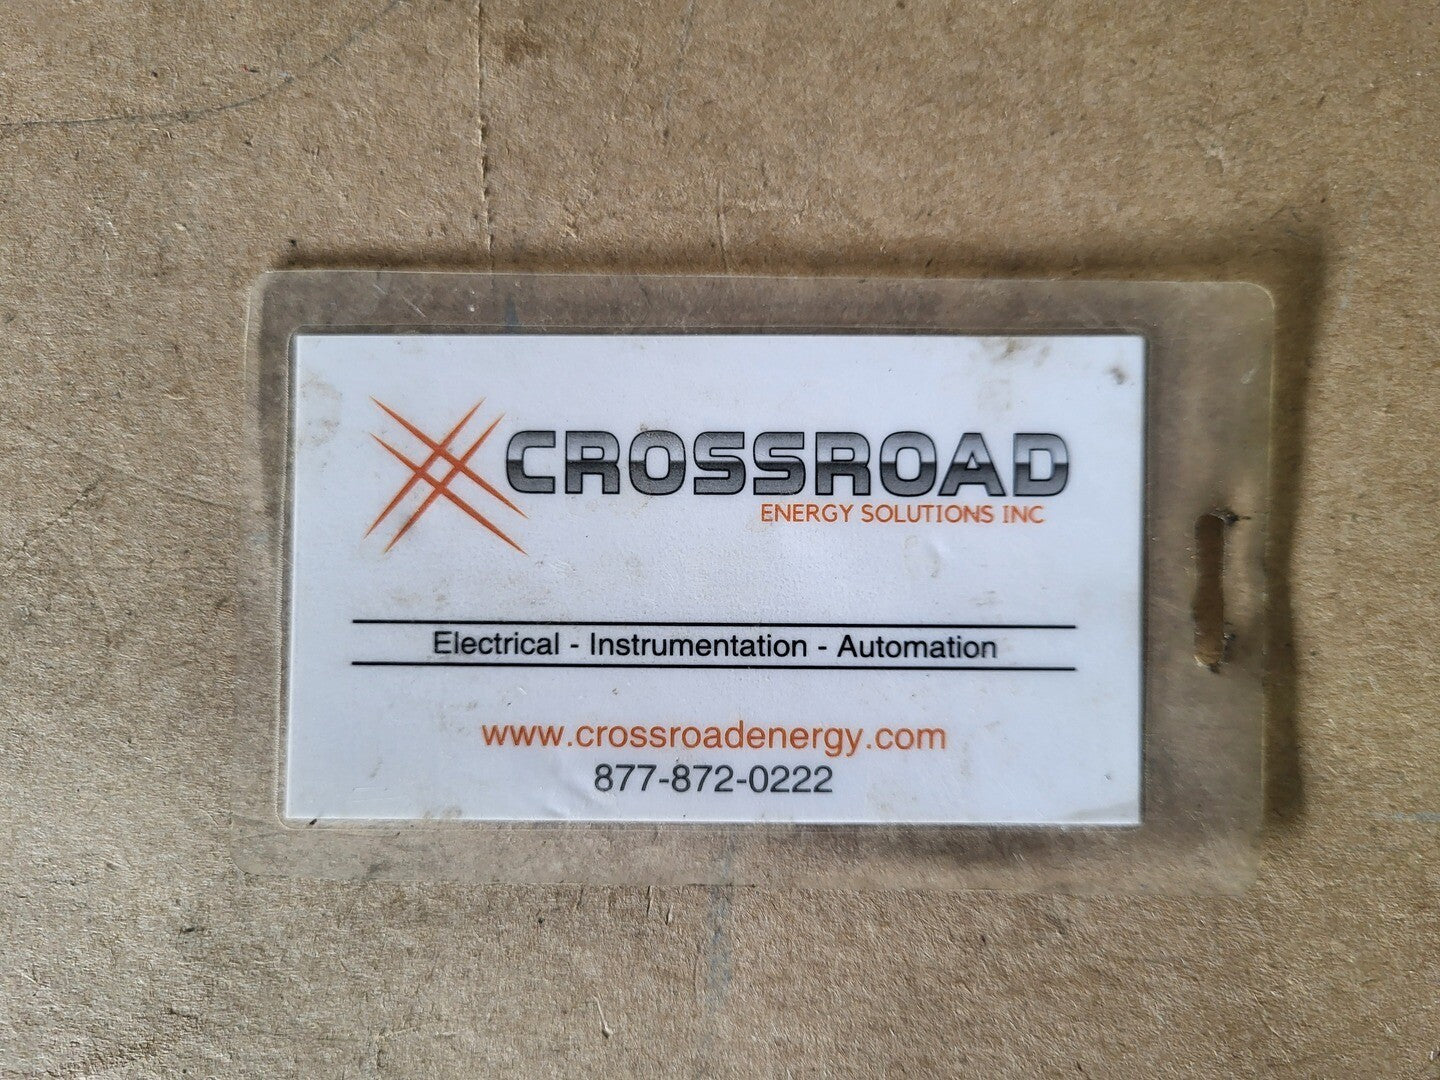 CROSSROAD
ENERGY SOLUTIONS INC
Electrical - Instrumentation - Automation
www.crossroadenergy.com
877-872-0222